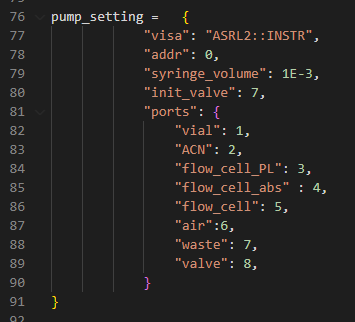 76 pump_setting = {
77 "visa": "ASRL2::INSTR",
78 "addr": 0,
79 "syringe_volume": 1E-3,
80 "init_valve": 7,
81 "ports": {
82 "vial": 1,
83 "ACN": 2,
84 "flow_cell_PL": 3,
85 "flow_cell_abs" : 4,
86 "flow_cell": 5,
87 "air":6,
88 "waste": 7,
89 "valve": 8,
90 }
91 }